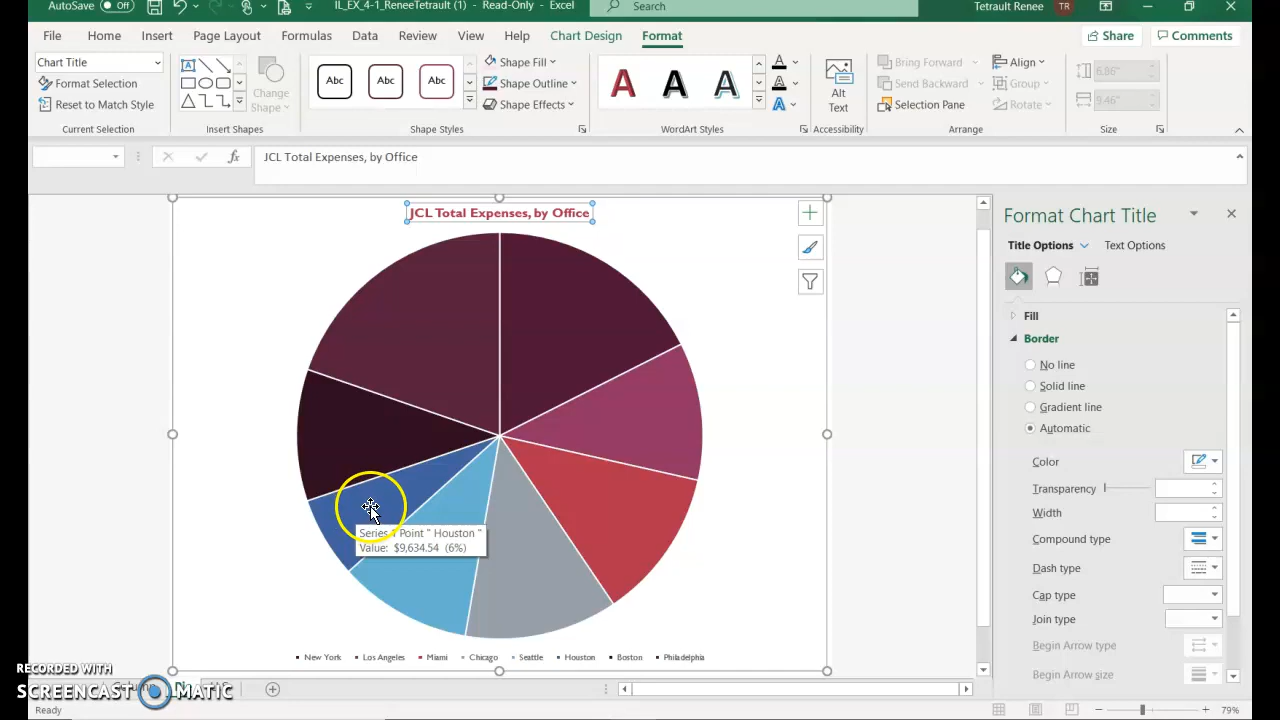 AutoSave Off IL_EX_4-1_ReneeTetrault (1) - Read-Only - Excel Search Tetrault Renee TR
File Home Insert Page Layout Formulas Data Review View Help Chart Design Format Share Comments
Chart Title
Format Selection
Reset to Match Style
Current Selection
Change Shape
Insert Shapes
Abc Abc Abc
Shape Fill
Shape Outline
Shape Effects
Shape Styles
A A A
WordArt Styles
Alt Text
Accessibility
Bring Forward
Send Backward
Selection Pane
Align
Group
Rotate
Arrange
6.86"
9.46"
Size
fx JCL Total Expenses, by Office
JCL Total Expenses, by Office
Series 1 Point " Houston "
Value: $9,634.54 (6%)
New York Los Angeles Miami Chicago Seattle Houston Boston Philadelphia
Format Chart Title
Title Options Text Options
Fill
Border
No line
Solid line
Gradient line
Automatic
Color
Transparency
Width
Compound type
Dash type
Cap type
Join type
Begin Arrow type
Begin Arrow size
RECORDED WITH
SCREENCAST MATIC
Ready 79%